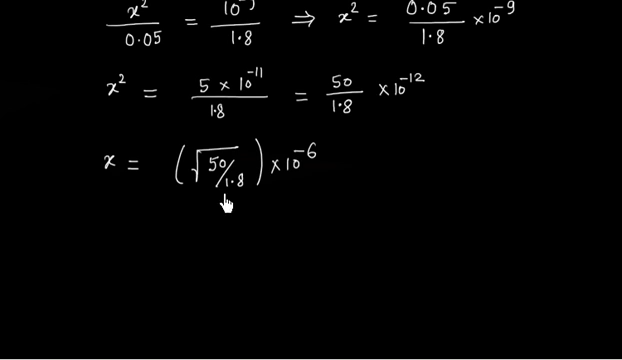 x² / 0.05 = 10⁻⁹ / 1.8 ⇒ x² = 0.05 / 1.8 × 10⁻⁹
x² = 5 × 10⁻¹¹ / 1.8 = 50 / 1.8 × 10⁻¹²
x = (√50/1.8) × 10⁻⁶